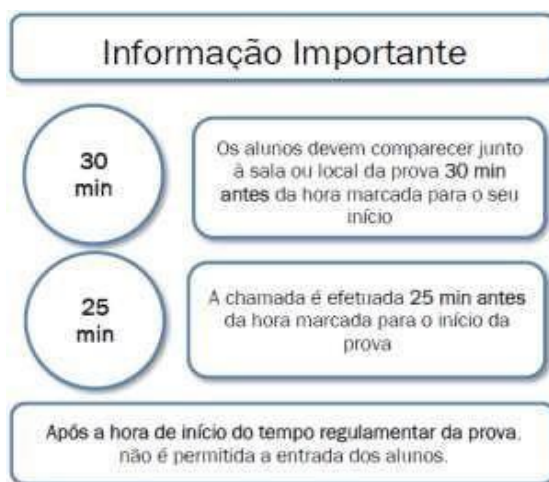 Informação Importante
30
min
Os alunos devem comparecer junto
à sala ou local da prova 30 min
antes da hora marcada para o seu
início
25
min
A chamada é efetuada 25 min antes
da hora marcada para o início da
prova
Após a hora de início do tempo regulamentar da prova,
não é permitida a entrada dos alunos.